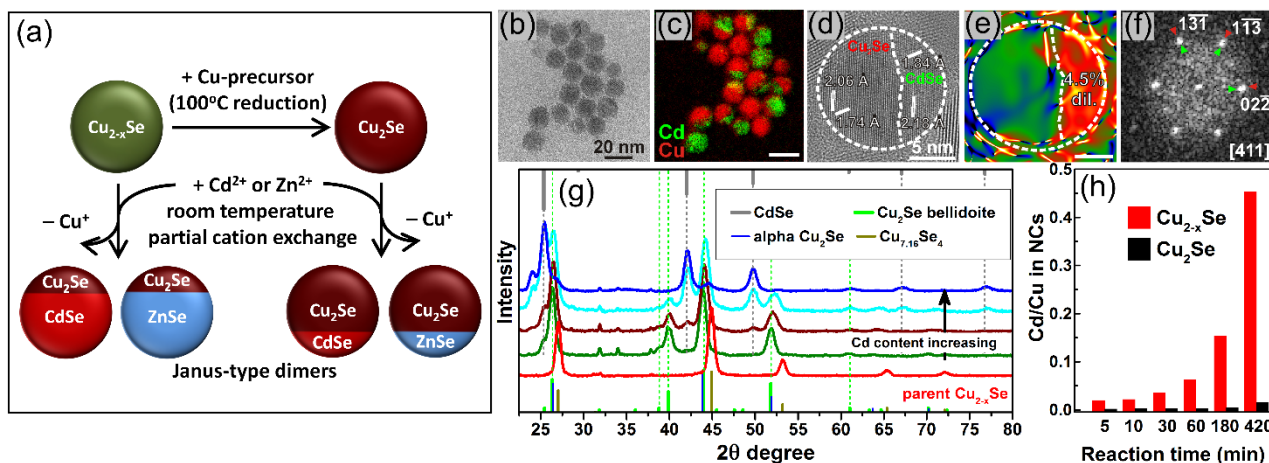 (a)
Cu2-xSe
+ Cu-precursor
(100°C reduction)
Cu2Se
+ Cd2+ or Zn2+
room temperature
partial cation exchange
– Cu+
– Cu+
Cu2Se
CdSe
Cu2Se
ZnSe
Cu2Se
CdSe
Cu2Se
ZnSe
Janus-type dimers
(b)
20 nm
(c)
Cd
Cu
(d)
Cu2Se
CdSe
2.06 Å
1.84 Å
1.74 Å
2.13 Å
5 nm
(e)
4.5%
dil.
(f)
131
113
022
[411]
(g)
CdSe
alpha Cu2Se
Cu2Se bellidoite
Cu7.16Se4
Cd content increasing
parent Cu2-xSe
Intensity
25 30 35 40 45 50 55 60 65 70 75 80
2θ degree
(h)
Cu2-xSe
Cu2Se
Cd/Cu in NCs
0.5
0.4
0.3
0.2
0.1
0.0
5 10 30 60 180 420
Reaction time (min)